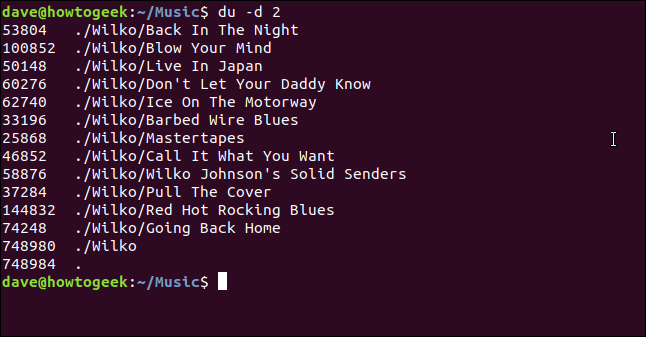 dave@howtogeek:~/Music$ du -d 2
53804   ./Wilko/Back In The Night
100852  ./Wilko/Blow Your Mind
50148   ./Wilko/Live In Japan
60276   ./Wilko/Don't Let Your Daddy Know
62740   ./Wilko/Ice On The Motorway
33196   ./Wilko/Barbed Wire Blues
25868   ./Wilko/Mastertapes
46852   ./Wilko/Call It What You Want
58876   ./Wilko/Wilko Johnson's Solid Senders
37284   ./Wilko/Pull The Cover
144832  ./Wilko/Red Hot Rocking Blues
74248   ./Wilko/Going Back Home
748980  ./Wilko
748984  .
dave@howtogeek:~/Music$